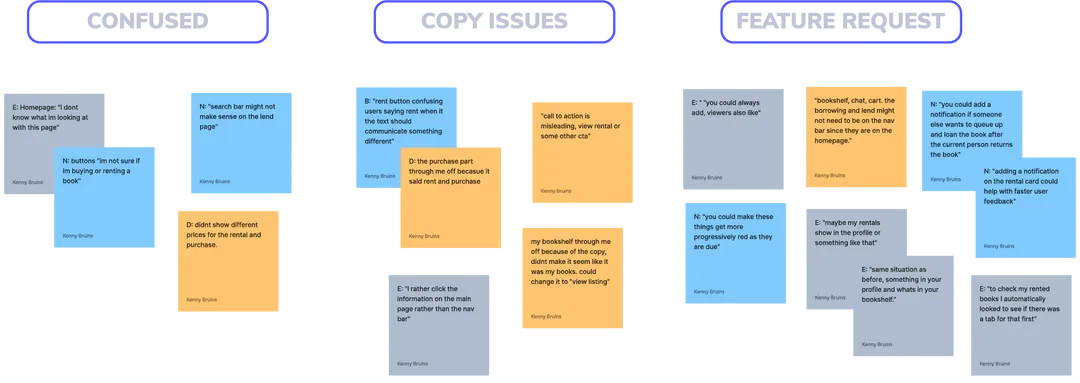 CONFUSED
E: Homepage: "I dont
know what im looking at
with this page"
Kenny Bruins
N: buttons "im not sure if
im buying or renting a
book"
Kenny Bruins
N: "search bar might not
make sense on the lend
page"
Kenny Bruins
D: didnt show different
prices for the rental and
purchase.
Kenny Bruins
COPY ISSUES
B: "rent button confusing
users saying rent when it
the text should
communicate something
different"
Kenny Bruins
D: the purchase part
through me off becasue it
said rent and purchase
Kenny Bruins
"call to action is
misleading, view rental or
some other cta"
Kenny Bruins
my bookshelf through me
off because of the copy,
didnt make it seem like it
was my books. could
change it to "view listing"
Kenny Bruins
E: "I rather click the
information on the main
page rather than the nav
bar"
Kenny Bruins
FEATURE REQUEST
E: " "you could always
add, viewers also like"
Kenny Bruins
"bookshelf, chat, cart. the
borrowing and lend might
not need to be on the nav
bar since they are on the
homepage."
Kenny Bruins
N: "you could add a
notification if someone
else wants to queue up
and loan the book after
the current person returns
the book"
Kenny Bruins
N: "adding a notification
on the rental card could
help with faster user
feedback"
Kenny Bruins
N: "you could make these
things get more
progressively red as they
are due"
Kenny Bruins
E: "maybe my rentals
show in the profile or
something like that"
Kenny Bruins
E: "same situation as
before, something in your
profile and whats in your
bookshelf."
Kenny Bruins
E: "to check my rented
books I automatically
looked to see if there was
a tab for that first"
Kenny Bruins